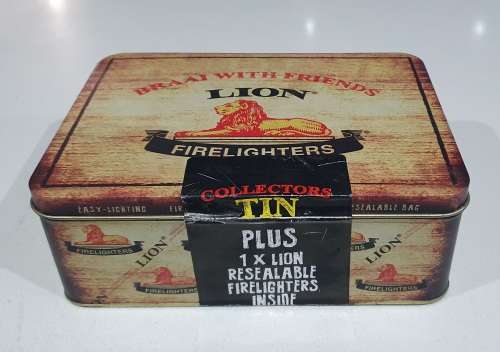 BRAAI WITH FRIENDS
LION
FIRELIGHTERS
COLLECTORS
TIN
PLUS
1 X LION
RESEALABLE
FIRELIGHTERS
INSIDE
EASY-LIGHTING
RESEALABLE BAG
LION
FIRELIGHTERS
LION
FIRELIGHTERS